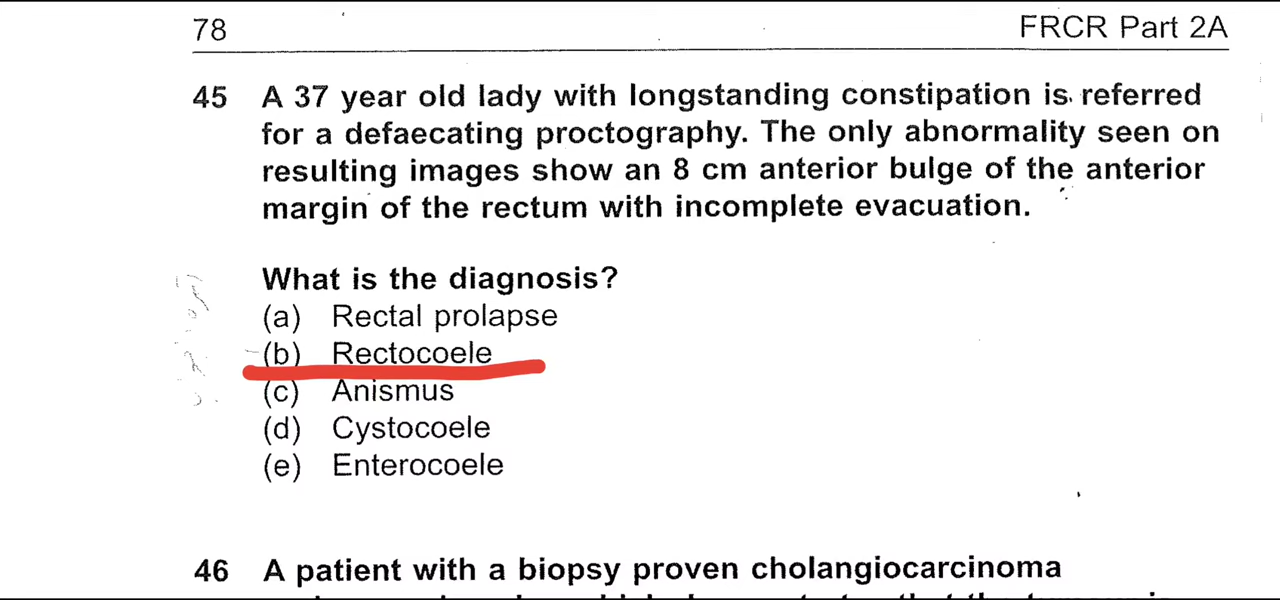 78 FRCR Part 2A
45 A 37 year old lady with longstanding constipation is referred
for a defaecating proctography. The only abnormality seen on
resulting images show an 8 cm anterior bulge of the anterior
margin of the rectum with incomplete evacuation.
What is the diagnosis?
(a) Rectal prolapse
(b) Rectocoele
(c) Anismus
(d) Cystocoele
(e) Enterocoele
46 A patient with a biopsy proven cholangiocarcinoma